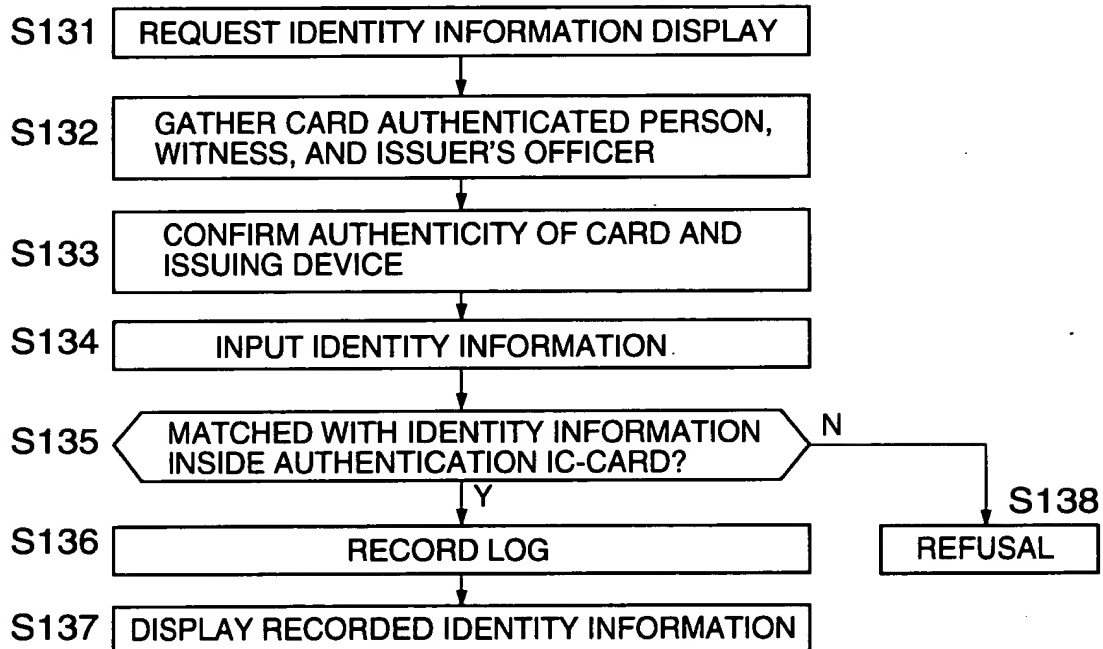 S131 REQUEST IDENTITY INFORMATION DISPLAY
S132 GATHER CARD AUTHENTICATED PERSON,
WITNESS, AND ISSUER'S OFFICER
S133 CONFIRM AUTHENTICITY OF CARD AND
ISSUING DEVICE
S134 INPUT IDENTITY INFORMATION
S135 MATCHED WITH IDENTITY INFORMATION
INSIDE AUTHENTICATION IC-CARD?
N
Y
S138
REFUSAL
S136 RECORD LOG
S137 DISPLAY RECORDED IDENTITY INFORMATION